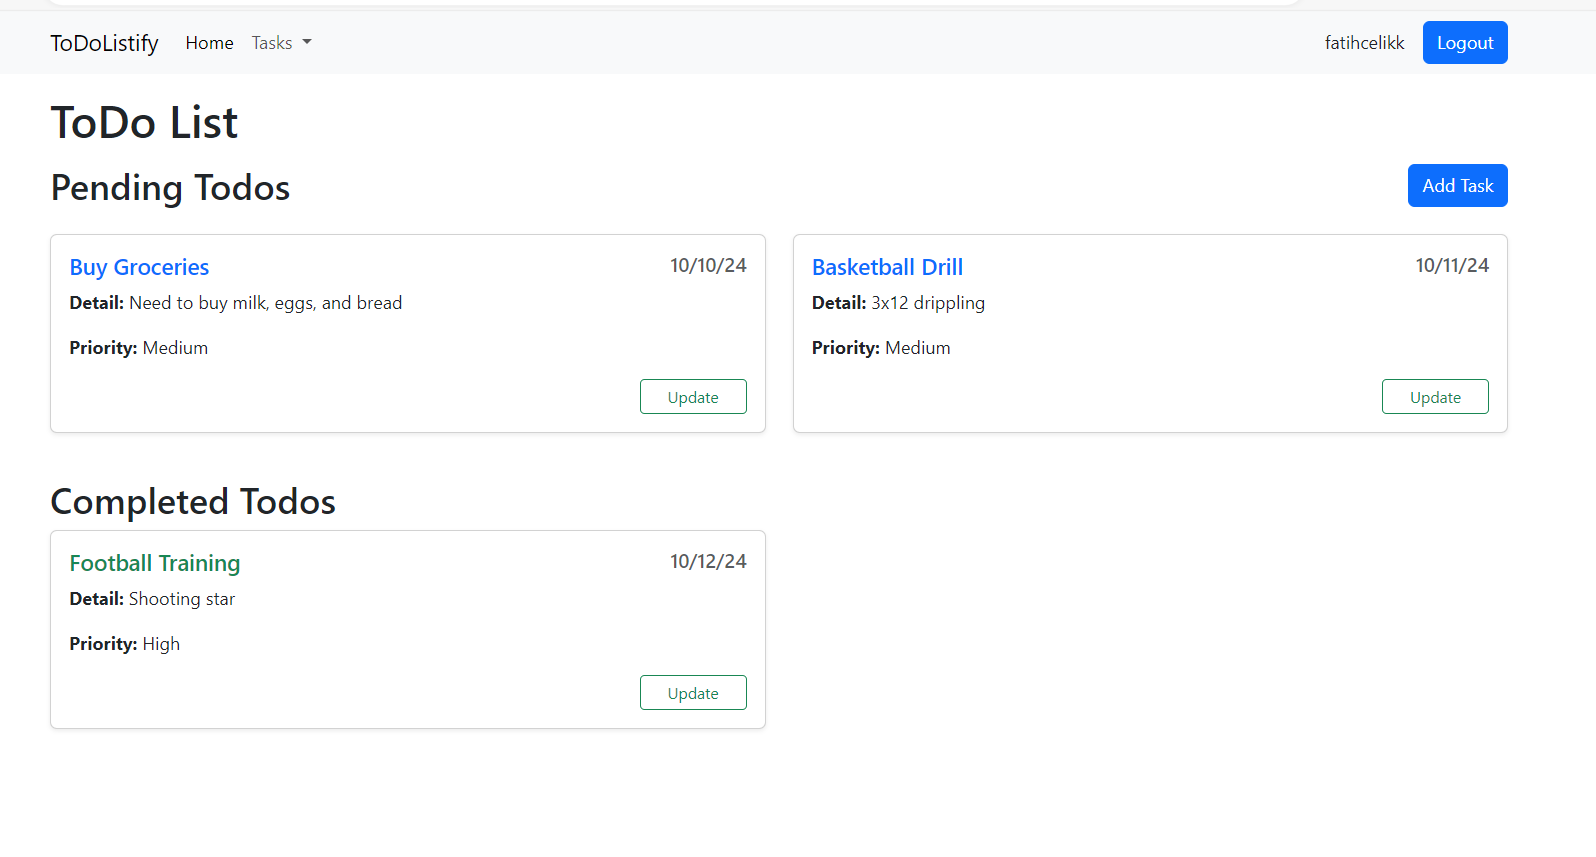 ToDoListify Home Tasks fatihcelikk Logout
ToDo List
Pending Todos Add Task
Buy Groceries 10/10/24
Detail: Need to buy milk, eggs, and bread
Priority: Medium
Update
Basketball Drill 10/11/24
Detail: 3x12 drippling
Priority: Medium
Update
Completed Todos
Football Training 10/12/24
Detail: Shooting star
Priority: High
Update